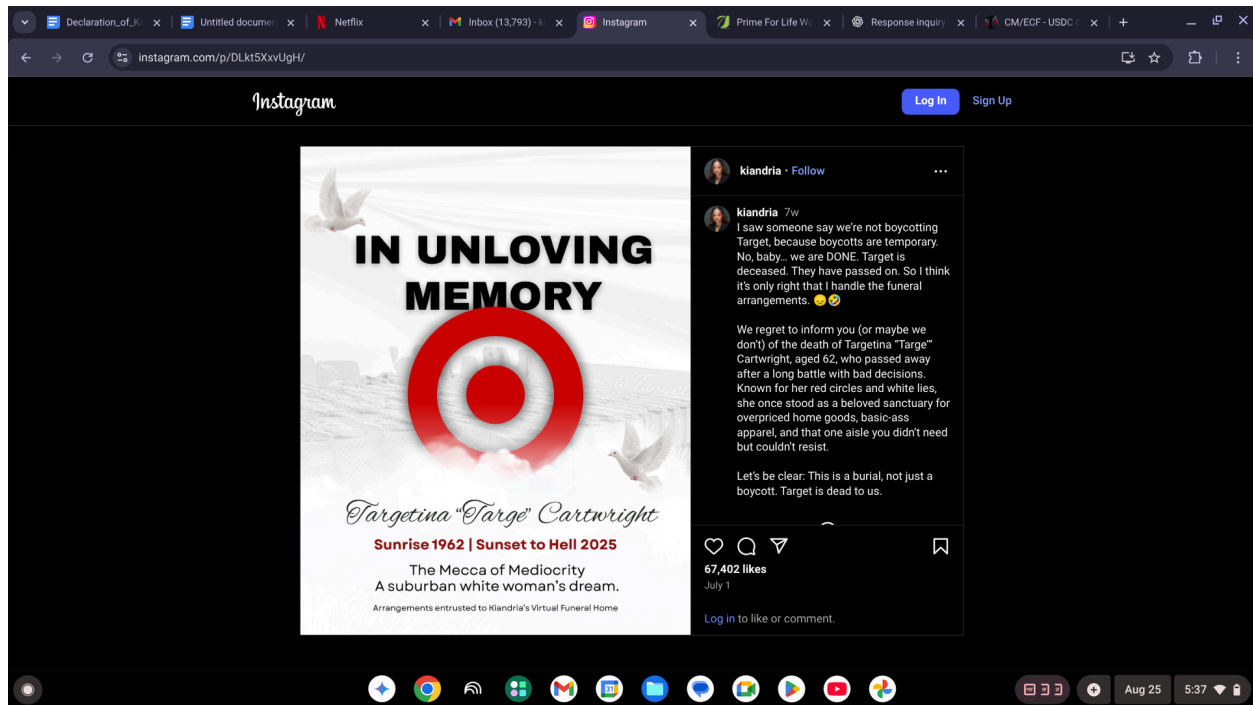 Declaration_of_Ki
Untitled documen
Netflix
Inbox (13,793) - k
Instagram
Prime For Life Wo
Response inquiry
CM/ECF - USDC C
instagram.com/p/DLkt5XxvUgH/
Instagram
Log In
Sign Up
IN UNLOVING
MEMORY
Targetina “Targé” Cartwright
Sunrise 1962 | Sunset to Hell 2025
The Mecca of Mediocrity
A suburban white woman’s dream.
Arrangements entrusted to Kiandria’s Virtual Funeral Home
kiandria • Follow
kiandria 7w
I saw someone say we’re not boycotting
Target, because boycotts are temporary.
No, baby… we are DONE. Target is
deceased. They have passed on. So I think
it’s only right that I handle the funeral
arrangements. 😞🤣
We regret to inform you (or maybe we
don’t) of the death of Targetina “Targe’”
Cartwright, aged 62, who passed away
after a long battle with bad decisions.
Known for her red circles and white lies,
she once stood as a beloved sanctuary for
overpriced home goods, basic-ass
apparel, and that one aisle you didn’t need
but couldn’t resist.
Let’s be clear: This is a burial, not just a
boycott. Target is dead to us.
67,402 likes
July 1
Log in to like or comment.
31
Aug 25
5:37